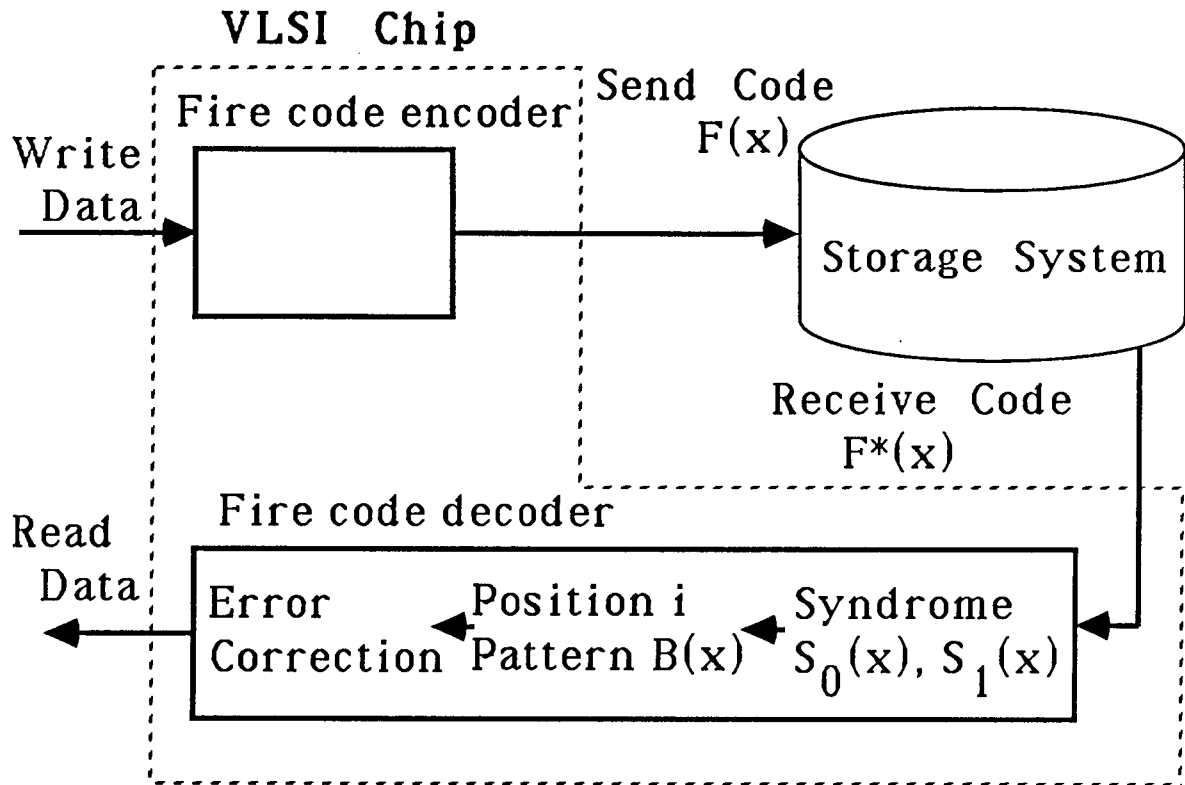 VLSI Chip
Fire code encoder
Write
Data
Send Code
F(x)
Storage System
Receive Code
F*(x)
Fire code decoder
Read
Data
Error
Correction
Position i
Pattern B(x)
Syndrome
S₀(x), S₁(x)